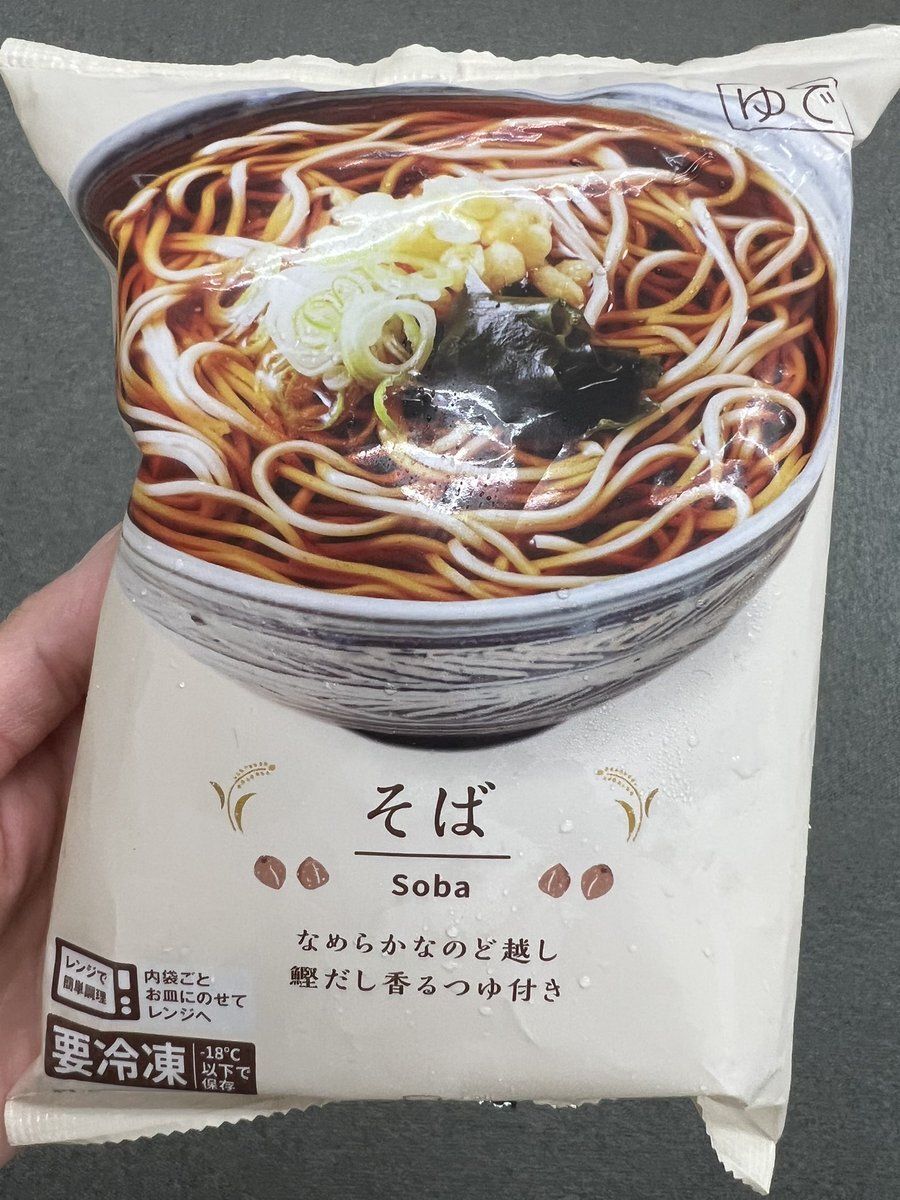 ゆで
そば
Soba
なめらかなのど越し
鰹だし香るつゆ付き
レンジで
簡単調理
内袋ごと
お皿にのせて
レンジへ
要冷凍
-18℃
以下で
保存